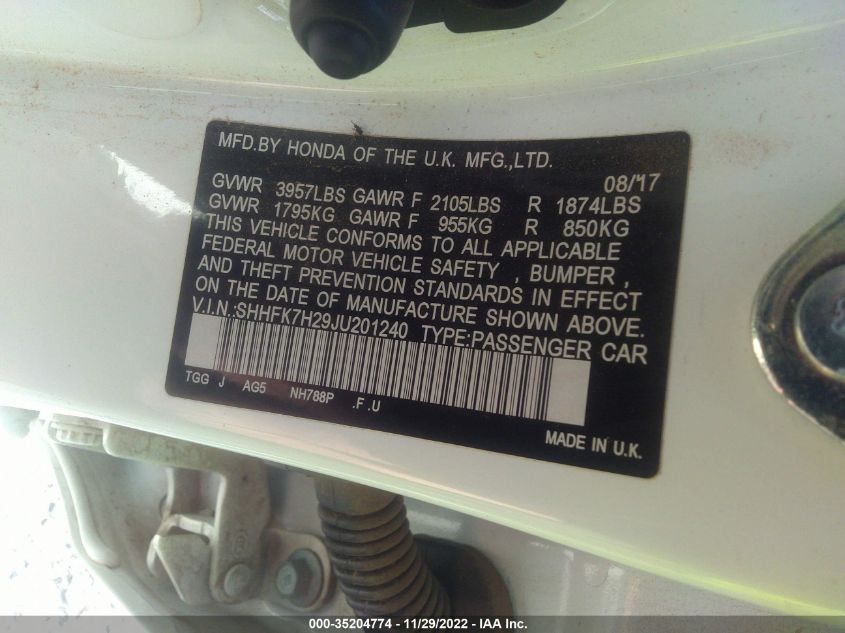 MFD.BY HONDA OF THE U.K. MFG.,LTD.
08/'17
GVWR 3957LBS GAWR F 2105LBS R 1874LBS
GVWR 1795KG GAWR F 955KG R 850KG
THIS VEHICLE CONFORMS TO ALL APPLICABLE
FEDERAL MOTOR VEHICLE SAFETY , BUMPER ,
AND THEFT PREVENTION STANDARDS IN EFFECT
ON THE DATE OF MANUFACTURE SHOWN ABOVE.
V.I.N.:SHHFK7H29JU201240 TYPE:PASSENGER CAR
TGG J AG5 NH788P .F.U
MADE IN U.K.
000-35204774 - 11/29/2022 - IAA Inc.